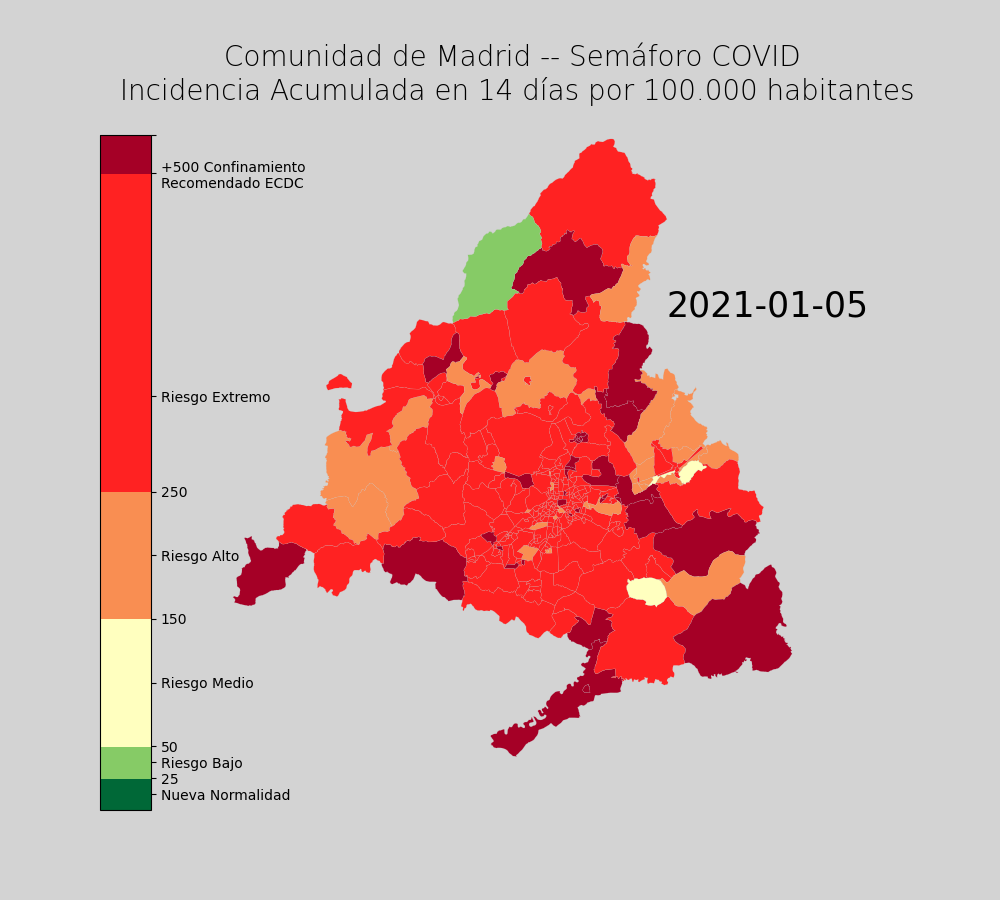 Comunidad de Madrid -- Semáforo COVID
Incidencia Acumulada en 14 días por 100.000 habitantes
+500 Confinamiento
Recomendado ECDC
2021-01-05
Riesgo Extremo
250
Riesgo Alto
150
Riesgo Medio
50
Riesgo Bajo
25
Nueva Normalidad